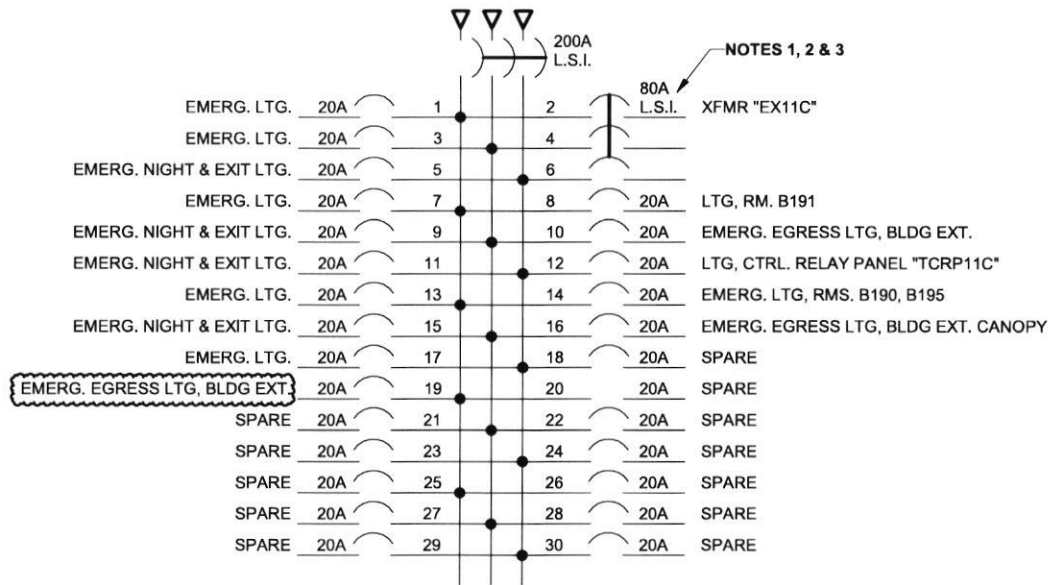 200A
L.S.I.
NOTES 1, 2 & 3
80A
L.S.I.
EMERG. LTG. 20A 1 2 XFMR "EX11C"
EMERG. LTG. 20A 3 4
EMERG. NIGHT & EXIT LTG. 20A 5 6
EMERG. LTG. 20A 7 8 20A LTG, RM. B191
EMERG. NIGHT & EXIT LTG. 20A 9 10 20A EMERG. EGRESS LTG, BLDG EXT.
EMERG. NIGHT & EXIT LTG. 20A 11 12 20A LTG, CTRL. RELAY PANEL "TCRP11C"
EMERG. LTG. 20A 13 14 20A EMERG. LTG, RMS. B190, B195
EMERG. NIGHT & EXIT LTG. 20A 15 16 20A EMERG. EGRESS LTG, BLDG EXT. CANOPY
EMERG. LTG. 20A 17 18 20A SPARE
EMERG. EGRESS LTG, BLDG EXT. 20A 19 20 20A SPARE
SPARE 20A 21 22 20A SPARE
SPARE 20A 23 24 20A SPARE
SPARE 20A 25 26 20A SPARE
SPARE 20A 27 28 20A SPARE
SPARE 20A 29 30 20A SPARE